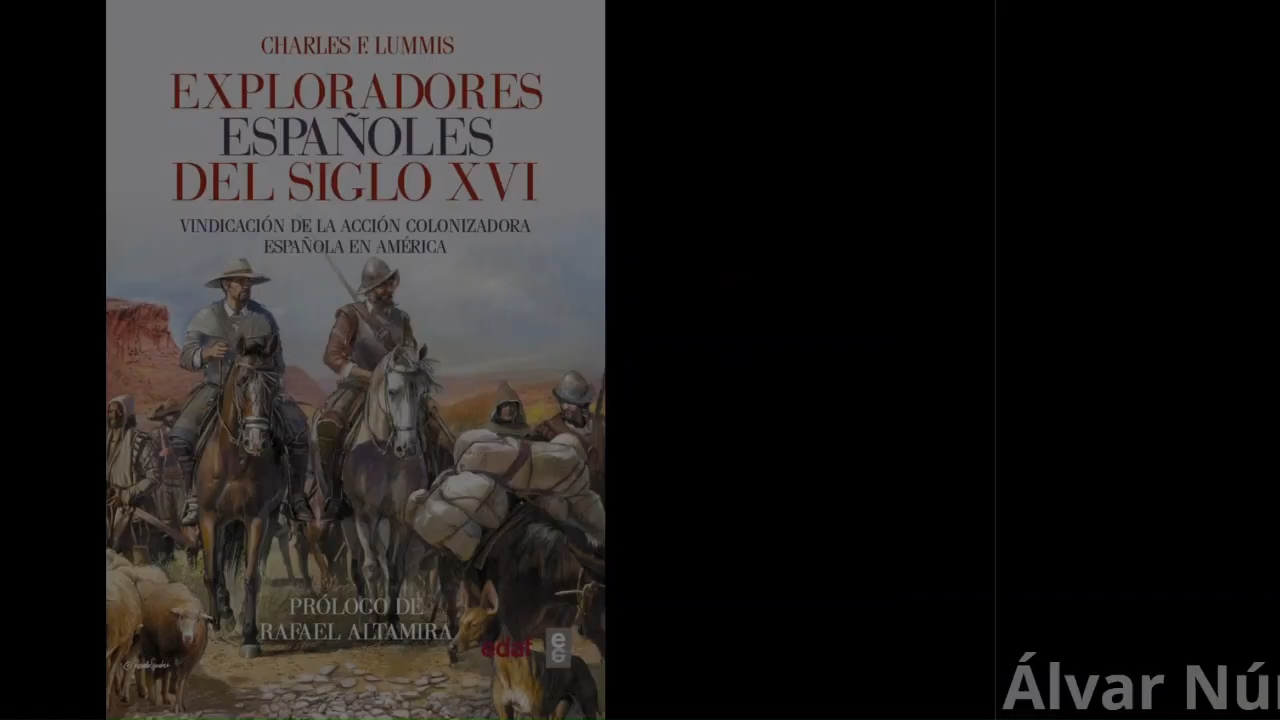 CHARLES F. LUMMIS
EXPLORADORES
ESPAÑOLES
DEL SIGLO XVI
VINDICACIÓN DE LA ACCIÓN COLONIZADORA
ESPAÑOLA EN AMÉRICA
PRÓLOGO DE
RAFAEL ALTAMIRA
edaf
Álvar Nú